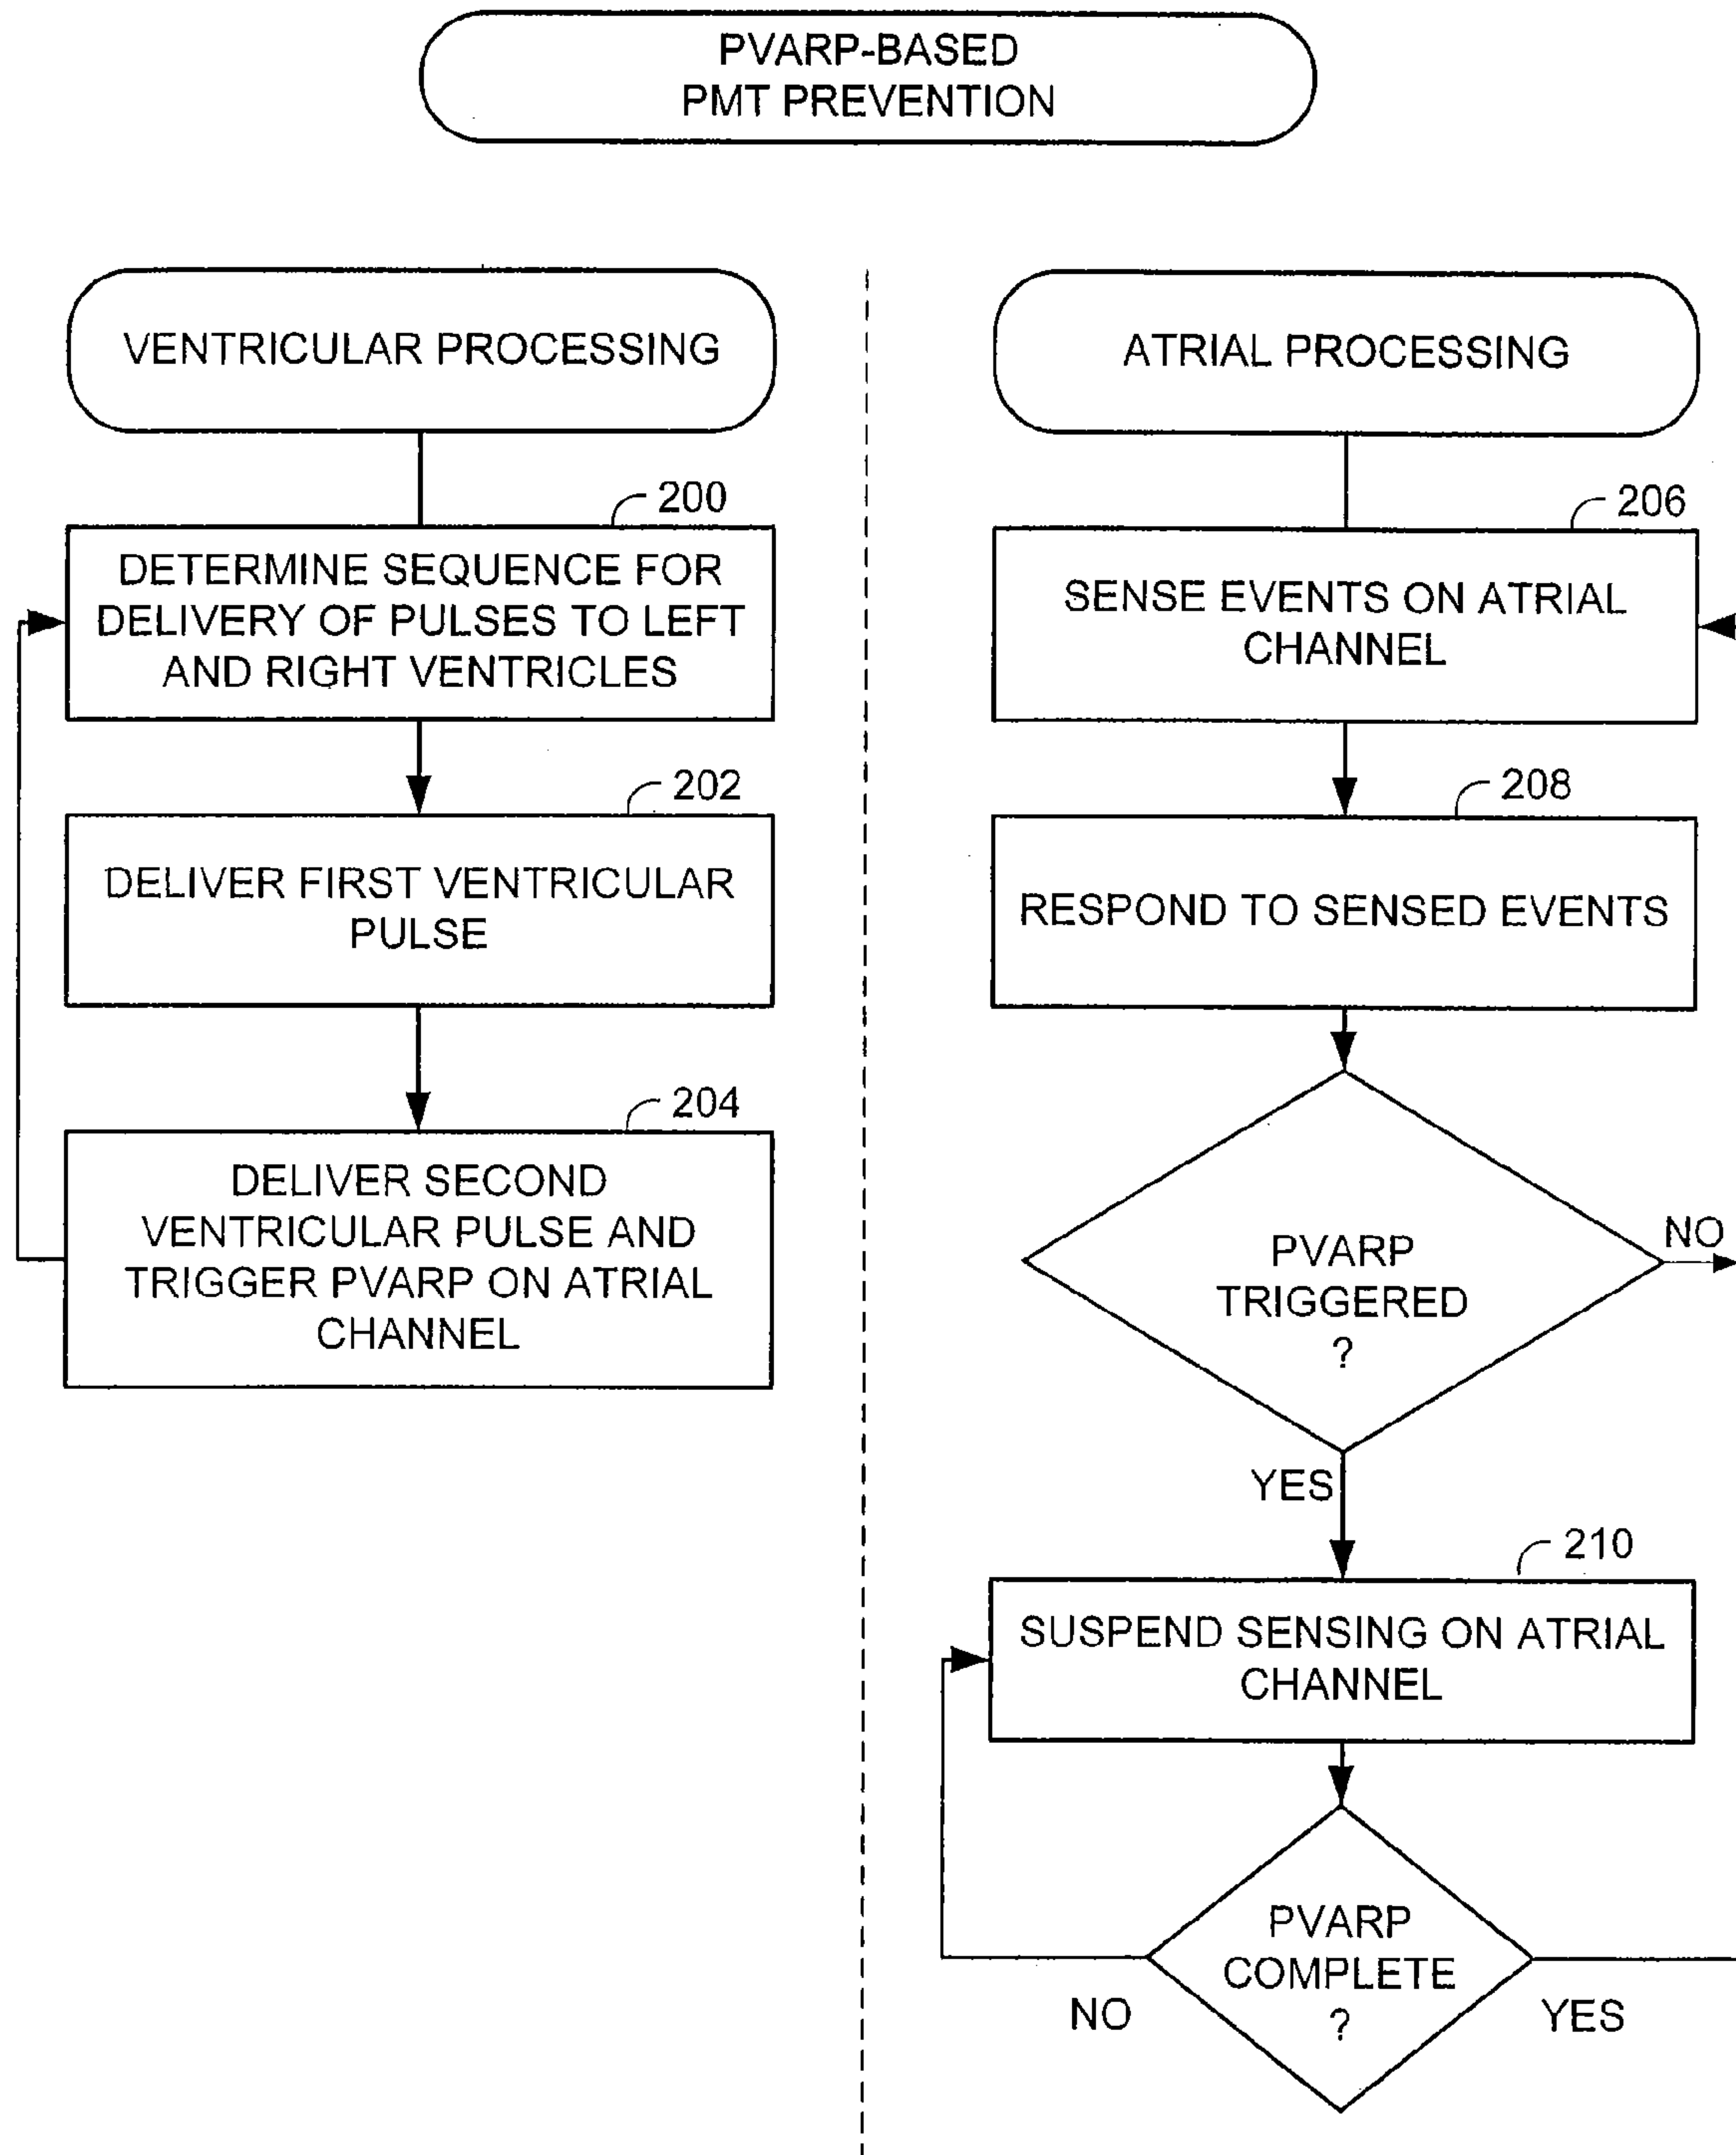 PVARP-BASED
PMT PREVENTION
VENTRICULAR PROCESSING
200
DETERMINE SEQUENCE FOR
DELIVERY OF PULSES TO LEFT
AND RIGHT VENTRICLES
202
DELIVER FIRST VENTRICULAR
PULSE
204
DELIVER SECOND
VENTRICULAR PULSE AND
TRIGGER PVARP ON ATRIAL
CHANNEL
ATRIAL PROCESSING
206
SENSE EVENTS ON ATRIAL
CHANNEL
208
RESPOND TO SENSED EVENTS
PVARP
TRIGGERED
?
NO
YES
210
SUSPEND SENSING ON ATRIAL
CHANNEL
PVARP
COMPLETE
?
NO
YES